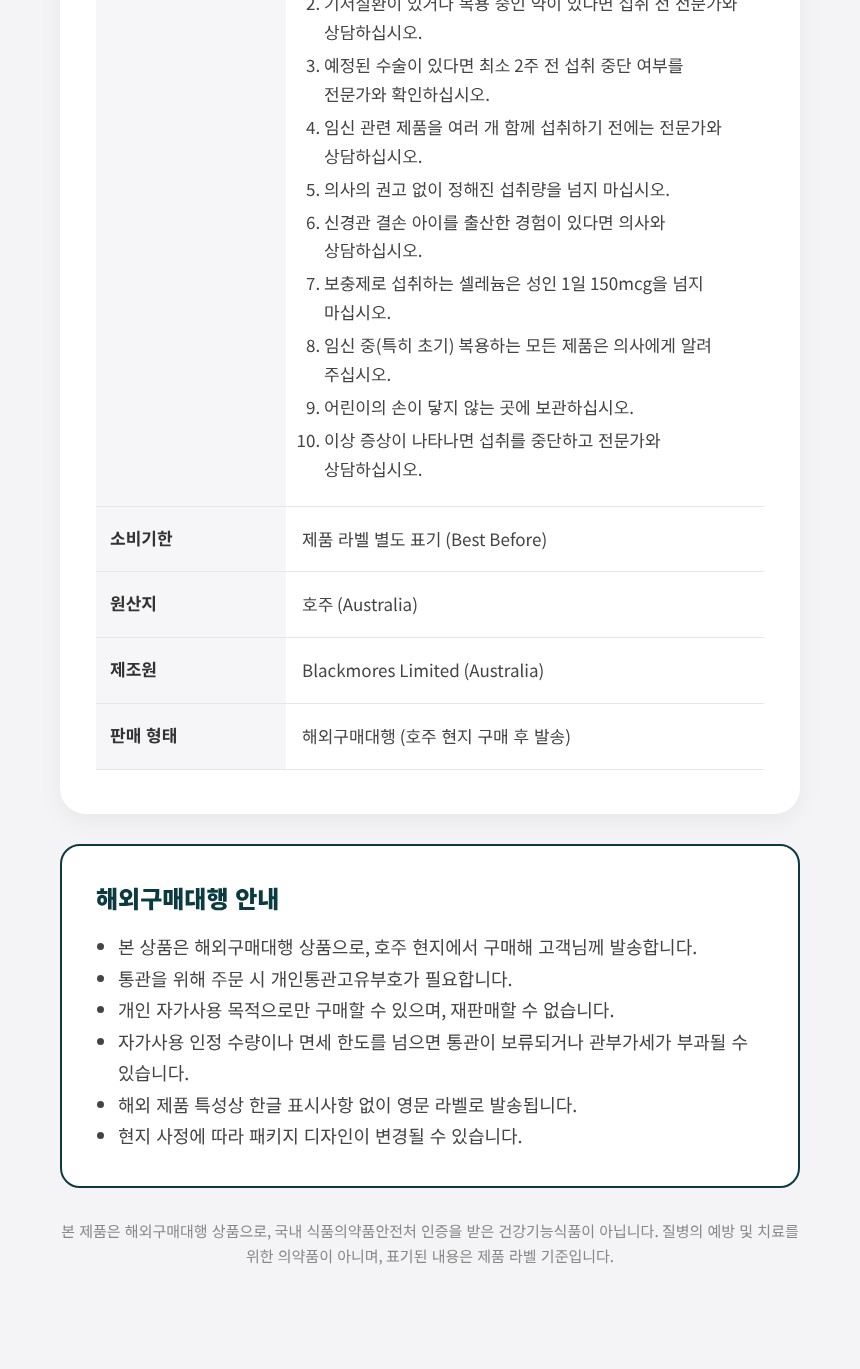 2. 기저질환이 있거나 복용 중인 약이 있다면 섭취 전 전문가와
상담하십시오.
3. 예정된 수술이 있다면 최소 2주 전 섭취 중단 여부를
전문가와 확인하십시오.
4. 임신 관련 제품을 여러 개 함께 섭취하기 전에는 전문가와
상담하십시오.
5. 의사의 권고 없이 정해진 섭취량을 넘지 마십시오.
6. 신경관 결손 아이를 출산한 경험이 있다면 의사와
상담하십시오.
7. 보충제로 섭취하는 셀레늄은 성인 1일 150mcg을 넘지
마십시오.
8. 임신 중(특히 초기) 복용하는 모든 제품은 의사에게 알려
주십시오.
9. 어린이의 손이 닿지 않는 곳에 보관하십시오.
10. 이상 증상이 나타나면 섭취를 중단하고 전문가와
상담하십시오.
소비기한 제품 라벨 별도 표기 (Best Before)
원산지 호주 (Australia)
제조원 Blackmores Limited (Australia)
판매 형태 해외구매대행 (호주 현지 구매 후 발송)
해외구매대행 안내
• 본 상품은 해외구매대행 상품으로, 호주 현지에서 구매해 고객님께 발송합니다.
• 통관을 위해 주문 시 개인통관고유부호가 필요합니다.
• 개인 자가사용 목적으로만 구매할 수 있으며, 재판매할 수 없습니다.
• 자가사용 인정 수량이나 면세 한도를 넘으면 통관이 보류되거나 관부가세가 부과될 수
있습니다.
• 해외 제품 특성상 한글 표시사항 없이 영문 라벨로 발송됩니다.
• 현지 사정에 따라 패키지 디자인이 변경될 수 있습니다.
본 제품은 해외구매대행 상품으로, 국내 식품의약품안전처 인증을 받은 건강기능식품이 아닙니다. 질병의 예방 및 치료를
위한 의약품이 아니며, 표기된 내용은 제품 라벨 기준입니다.